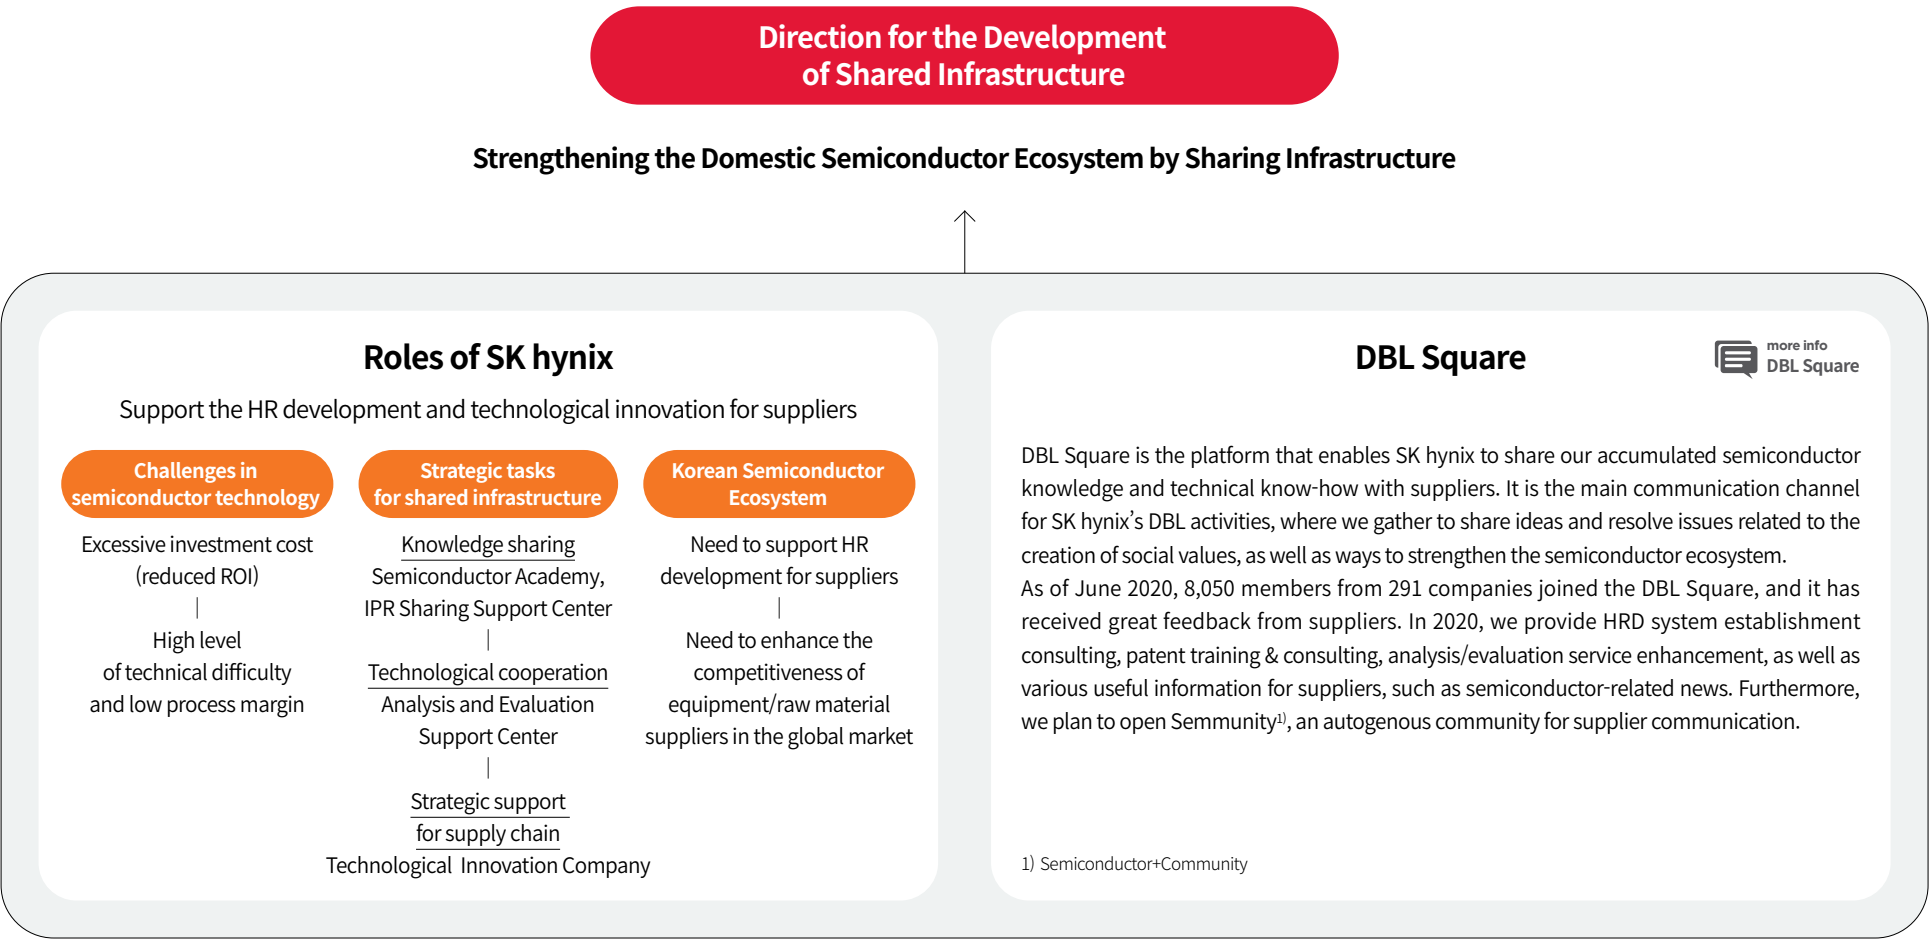 Direction for the Development
of Shared Infrastructure
Strengthening the Domestic Semiconductor Ecosystem by Sharing Infrastructure
Roles of SK hynix
Support the HR development and technological innovation for suppliers
Challenges in
semiconductor technology
Excessive investment cost
(reduced ROI)
High level
of technical difficulty
and low process margin
Strategic tasks
for shared infrastructure
Knowledge sharing
Semiconductor Academy,
IPR Sharing Support Center
Technological cooperation
Analysis and Evaluation
Support Center
Strategic support
for supply chain
Technological Innovation Company
Korean Semiconductor
Ecosystem
Need to support HR
development for suppliers
Need to enhance the
competitiveness of
equipment/raw material
suppliers in the global market
DBL Square
more info
DBL Square
DBL Square is the platform that enables SK hynix to share our accumulated semiconductor
knowledge and technical know-how with suppliers. It is the main communication channel
for SK hynix’s DBL activities, where we gather to share ideas and resolve issues related to the
creation of social values, as well as ways to strengthen the semiconductor ecosystem.
As of June 2020, 8,050 members from 291 companies joined the DBL Square, and it has
received great feedback from suppliers. In 2020, we provide HRD system establishment
consulting, patent training & consulting, analysis/evaluation service enhancement, as well as
various useful information for suppliers, such as semiconductor-related news. Furthermore,
we plan to open Semmunity1), an autogenous community for supplier communication.
1) Semiconductor+Community